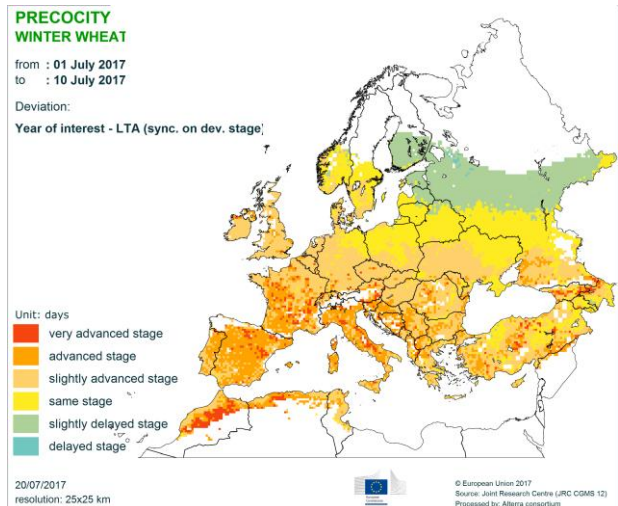 PRECOCITY
WINTER WHEAT
from : 01 July 2017
to : 10 July 2017
Deviation:
Year of interest - LTA (sync. on dev. stage)
Unit: days
very advanced stage
advanced stage
slightly advanced stage
same stage
slightly delayed stage
delayed stage
20/07/2017
resolution: 25x25 km
© European Union 2017
Source: Joint Research Centre (JRC CGMS 12)
Processed by: Alterra consortium